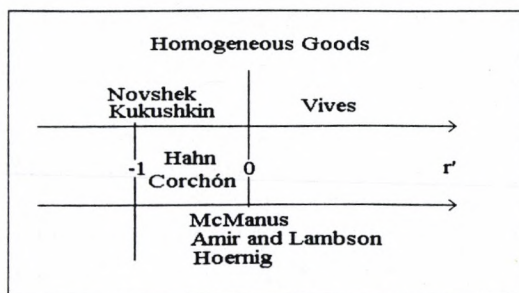 Homogeneous Goods
Novshek
Kukushkin
Vives
-1
Hahn
Corchón
0
r'
McManus
Amir and Lambson
Hoernig